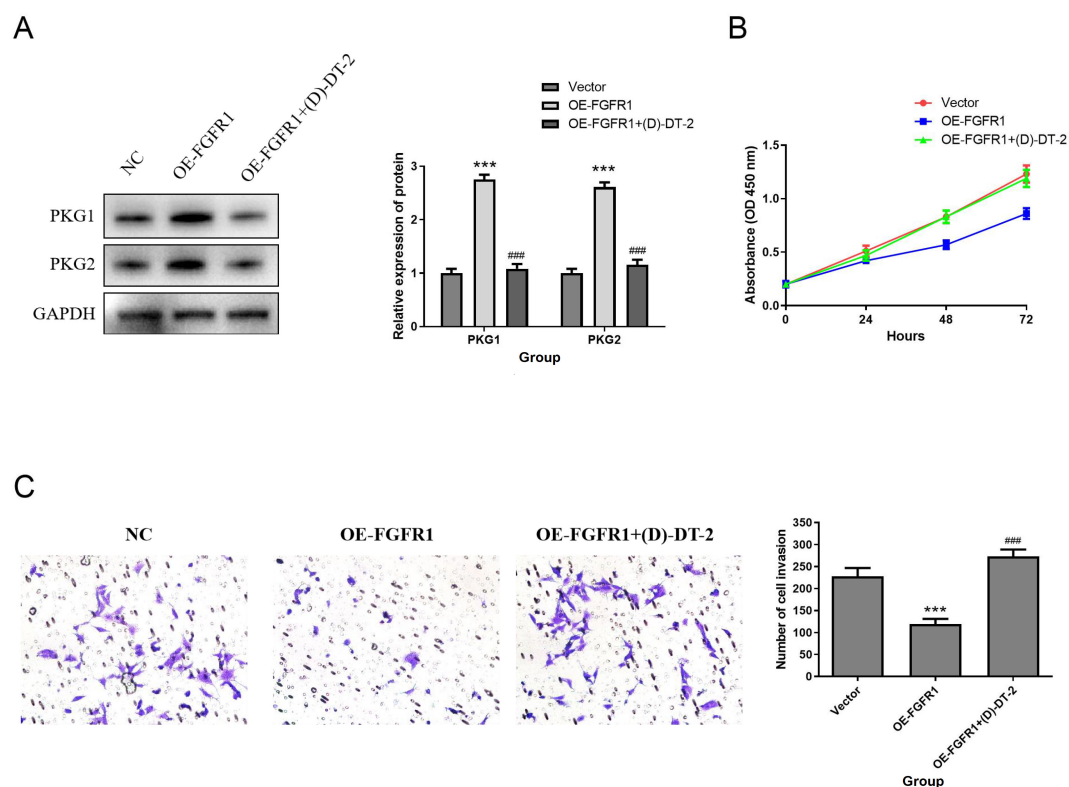 A
NC
OE-FGFR1
OE-FGFR1+(D)-DT-2
PKG1
PKG2
GAPDH
Vector
OE-FGFR1
OE-FGFR1+(D)-DT-2
Relative expression of protein
3
2
1
0
***
###
***
###
PKG1
PKG2
Group
B
Vector
OE-FGFR1
OE-FGFR1+(D)-DT-2
Absorbance (OD 450 nm)
1.5
1.0
0.5
0.0
0
24
48
72
Hours
C
NC
OE-FGFR1
OE-FGFR1+(D)-DT-2
Number of cell invasion
350
300
250
200
150
100
50
0
***
###
Vector
OE-FGFR1
OE-FGFR1+(D)-DT-2
Group